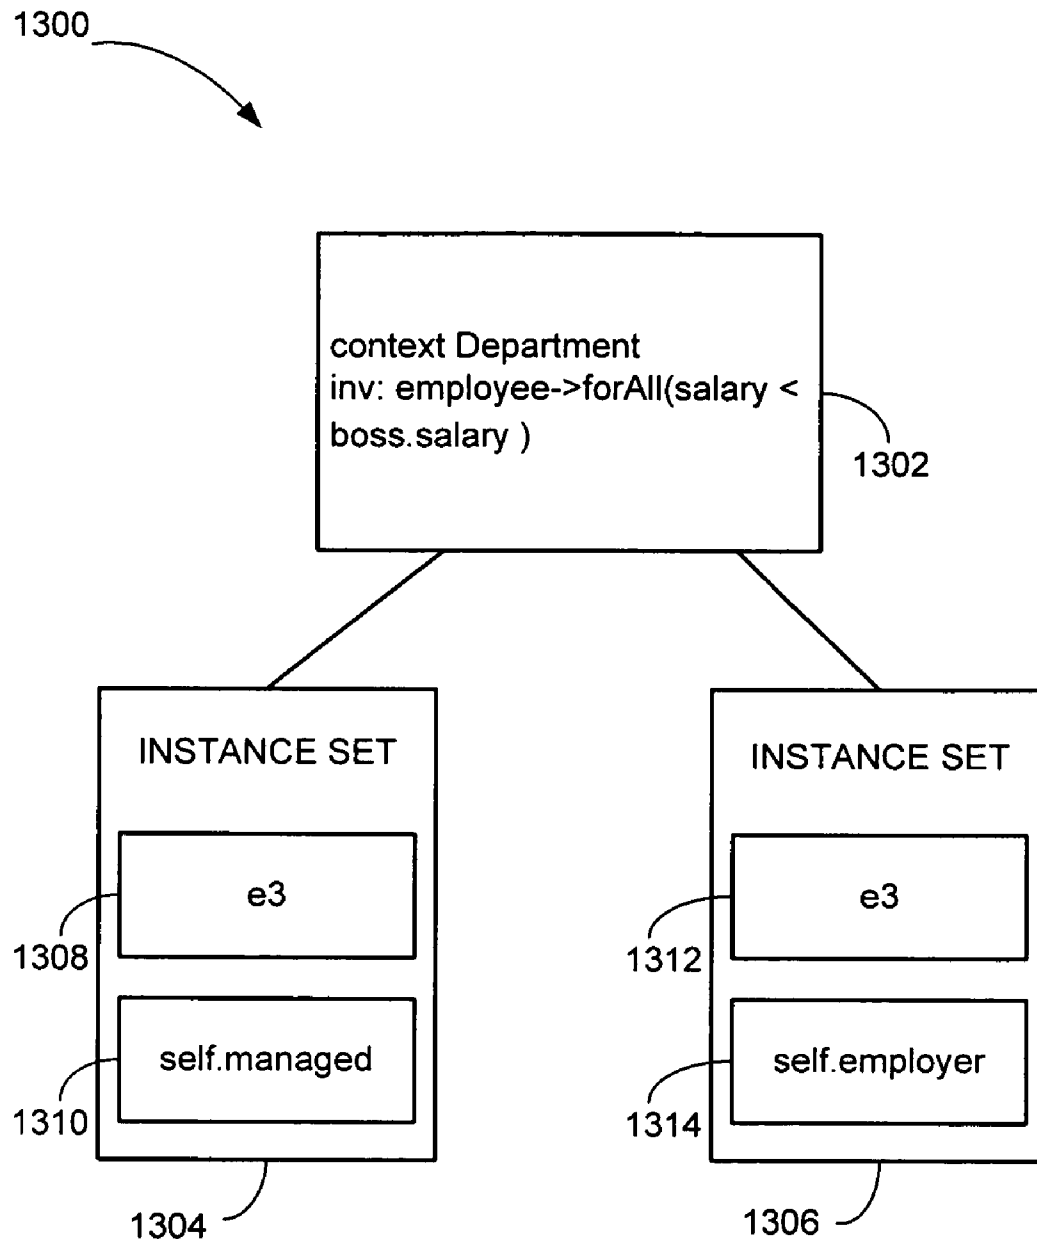 1300
context Department
inv: employee->forAll(salary <
boss.salary )
1302
INSTANCE SET
e3
1308
self.managed
1310
1304
INSTANCE SET
e3
1312
self.employer
1314
1306